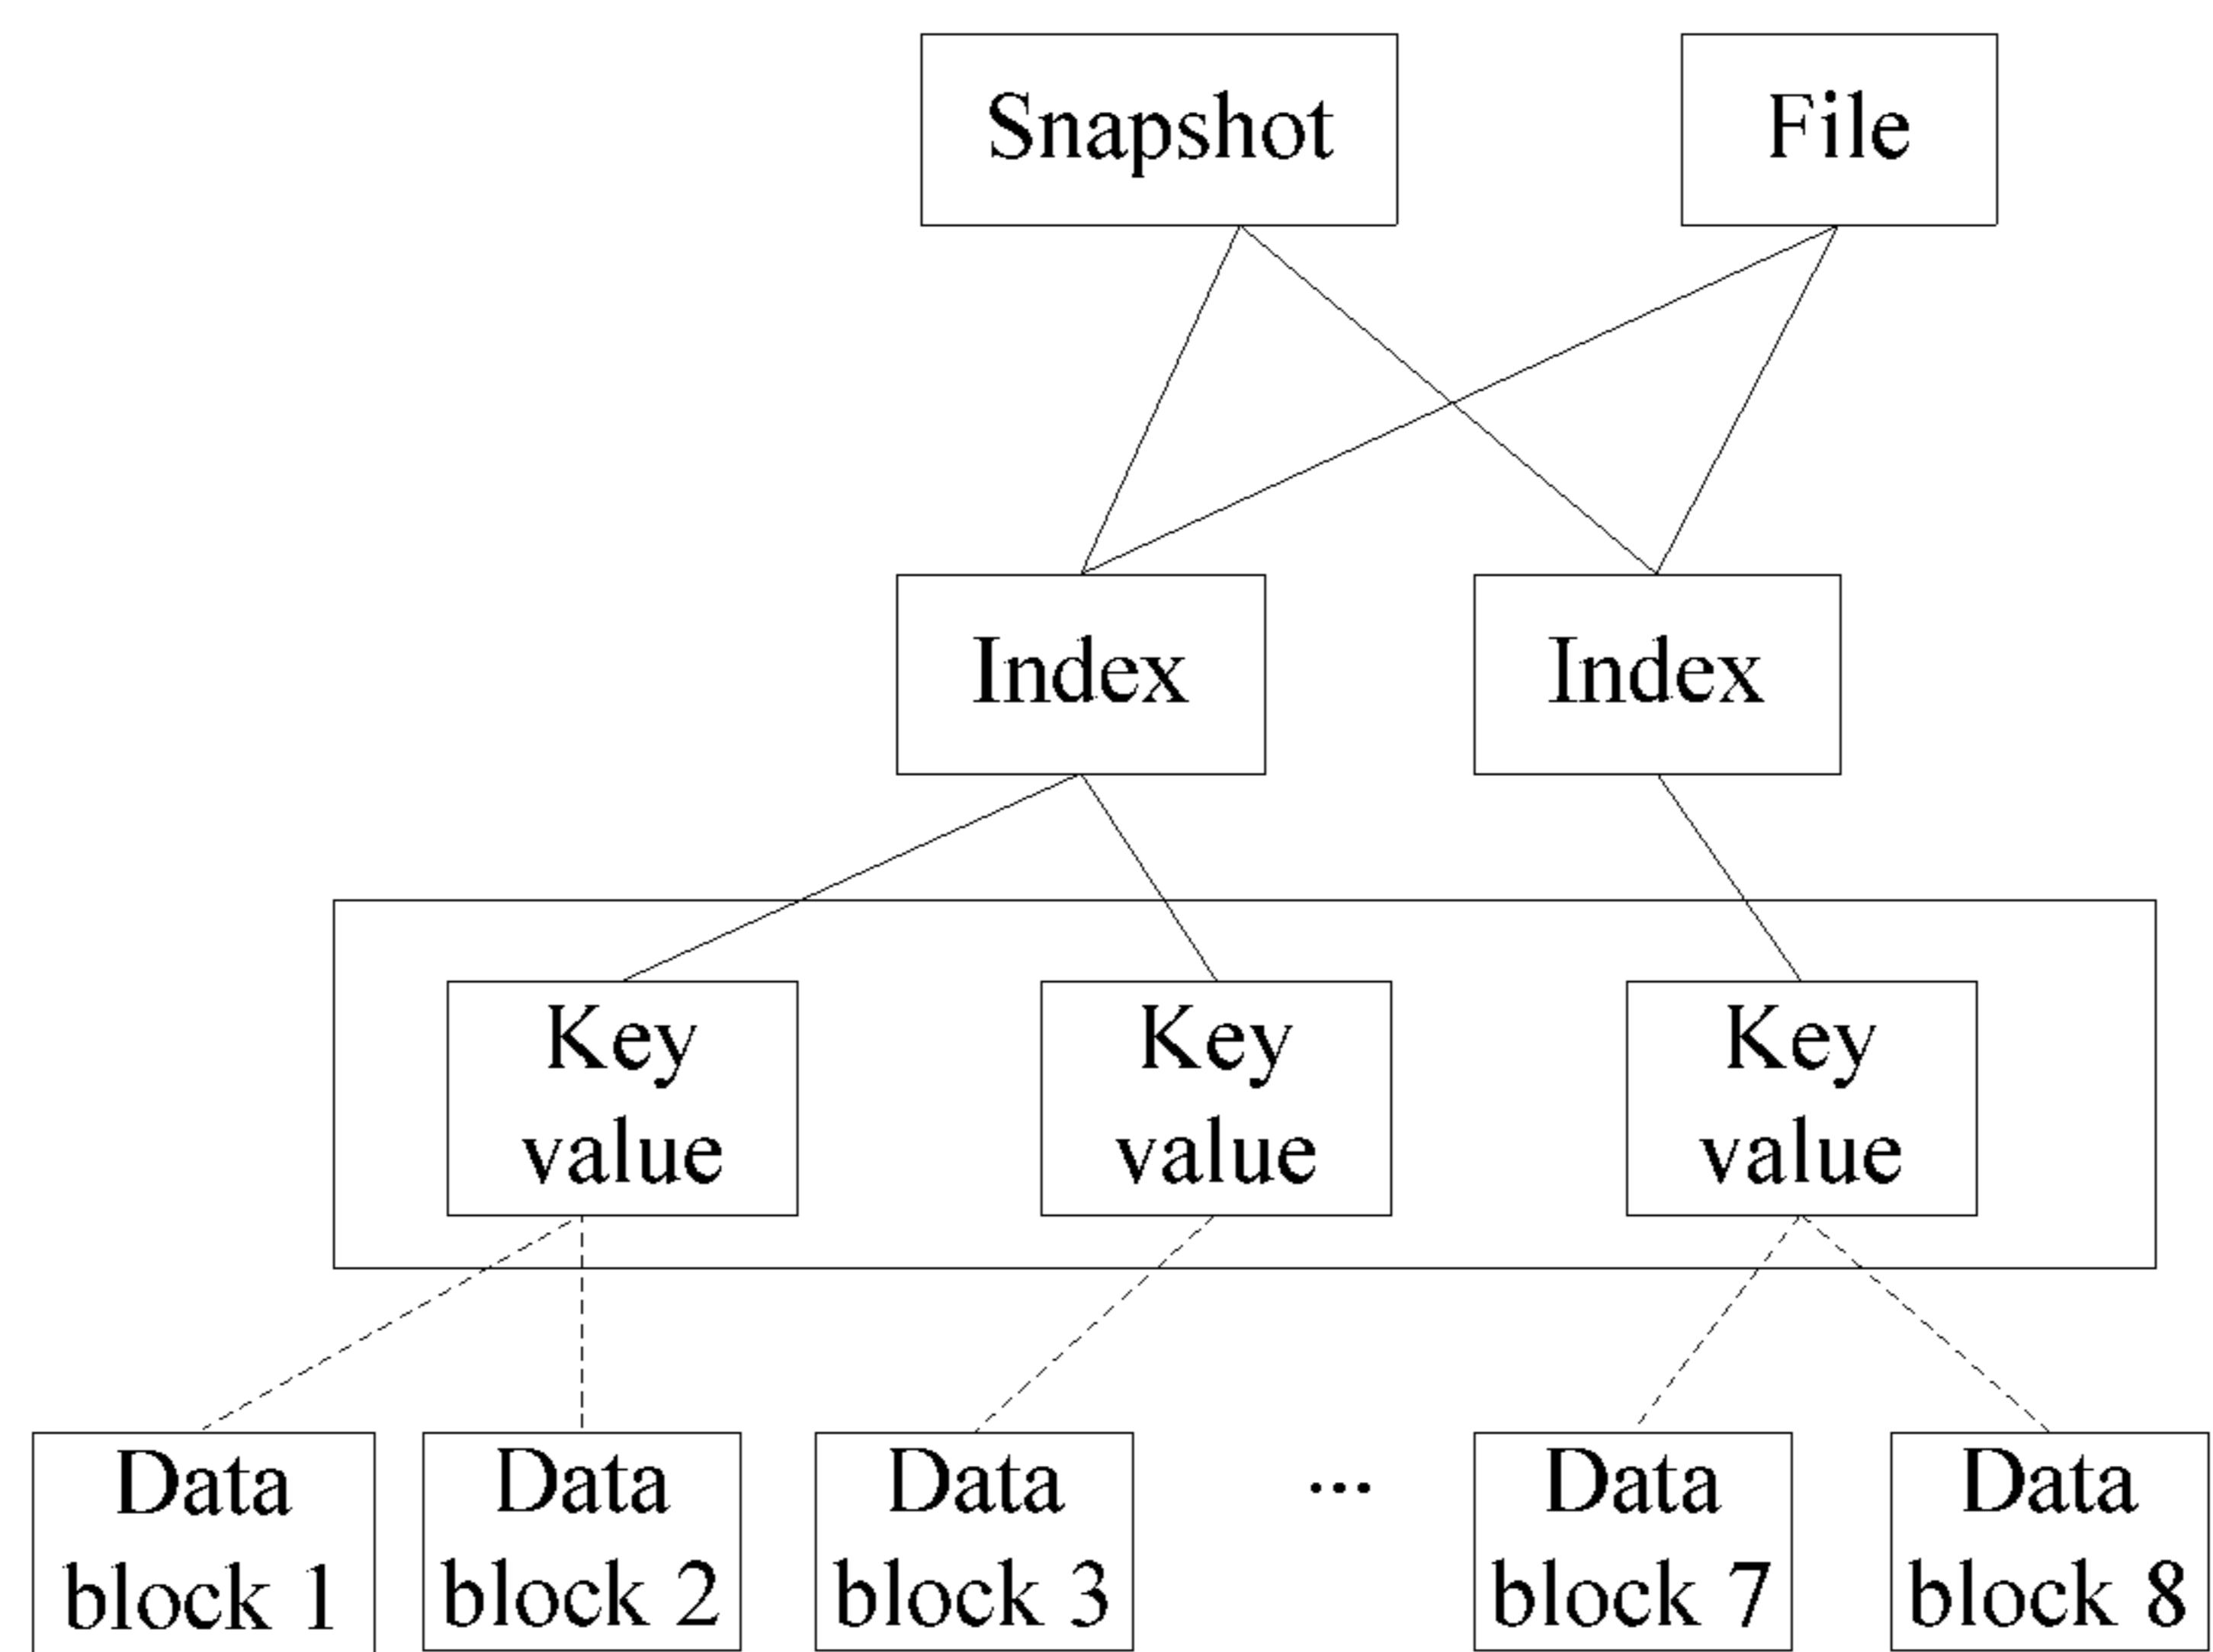 Snapshot
File
Index
Index
Key
value
Key
value
Key
value
Data
block 1
Data
block 2
Data
block 3
...
Data
block 7
Data
block 8